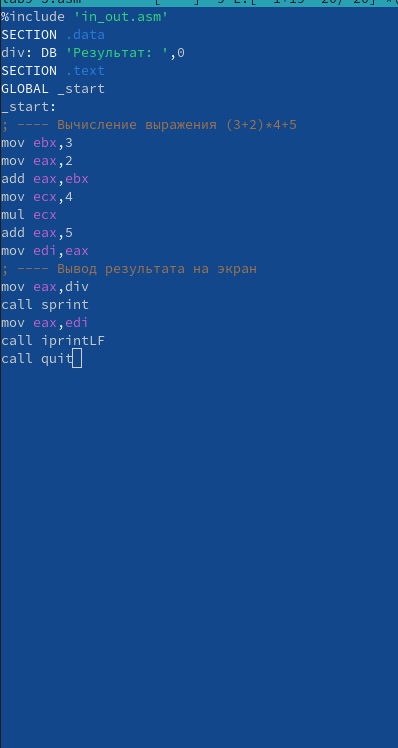 %include 'in_out.asm'
SECTION .data
div: DB 'Результат: ',0
SECTION .text
GLOBAL _start
_start:
; ---- Вычисление выражения (3+2)*4+5
mov ebx,3
mov eax,2
add eax,ebx
mov ecx,4
mul ecx
add eax,5
mov edi,eax
; ---- Вывод результата на экран
mov eax,div
call sprint
mov eax,edi
call iprintLF
call quit